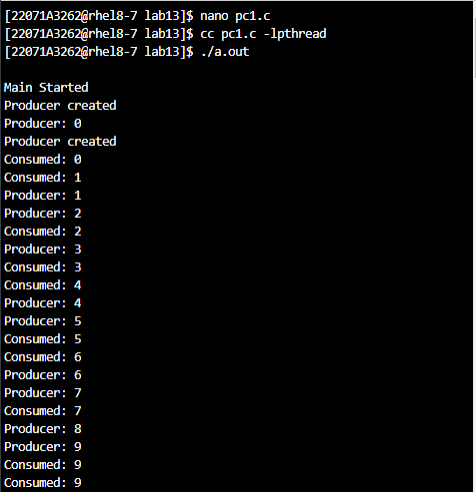 [22071A3262@rhel8-7 lab13]$ nano pc1.c
[22071A3262@rhel8-7 lab13]$ cc pc1.c -lpthread
[22071A3262@rhel8-7 lab13]$ ./a.out
Main Started
Producer created
Producer: 0
Producer created
Consumed: 0
Consumed: 1
Producer: 1
Producer: 2
Consumed: 2
Producer: 3
Consumed: 3
Consumed: 4
Producer: 4
Producer: 5
Consumed: 5
Consumed: 6
Producer: 6
Producer: 7
Consumed: 7
Producer: 8
Producer: 9
Consumed: 9
Consumed: 9